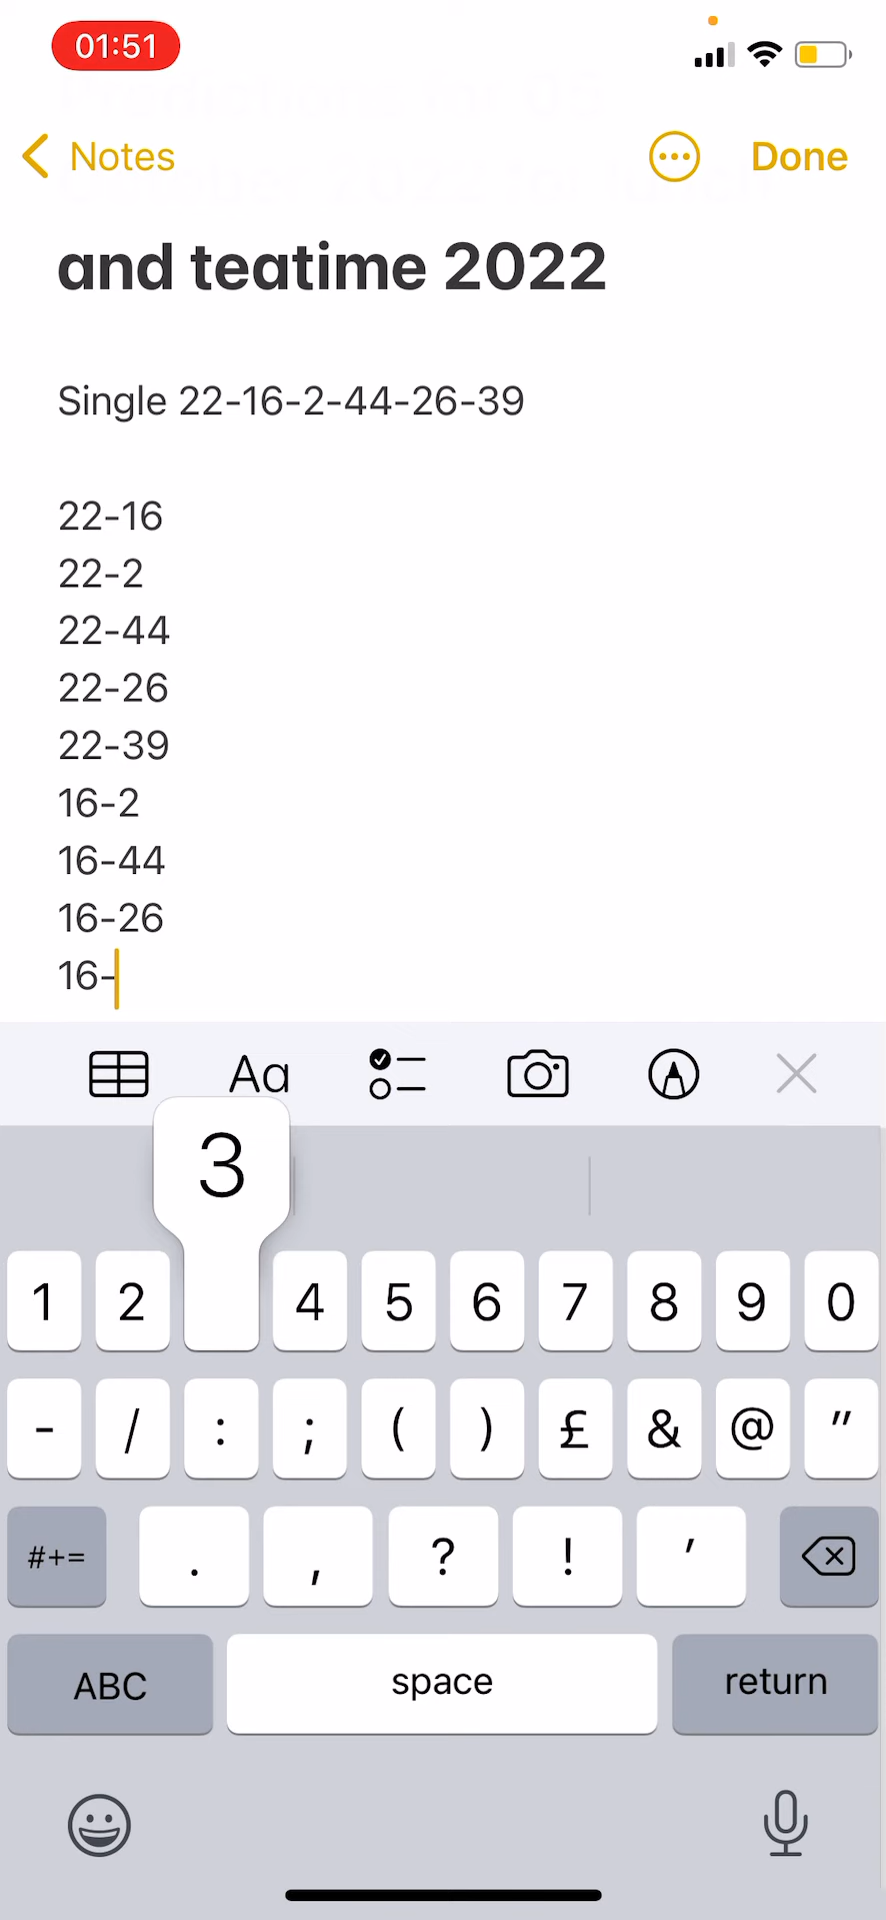 01:51
Notes
Done
and teatime 2022
Single 22-16-2-44-26-39
22-16
22-2
22-44
22-26
22-39
16-2
16-44
16-26
16-
Aa
3
1 2 4 5 6 7 8 9 0
- / : ; ( ) £ & @ "
#+= . , ? ! '
ABC space return